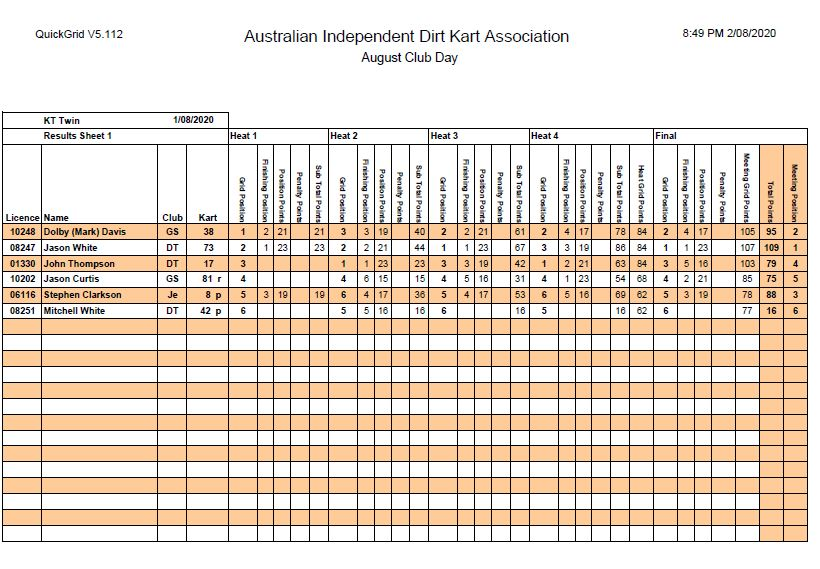 QuickGrid V5.112
Australian Independent Dirt Kart Association
8:49 PM 2/08/2020
August Club Day
KT Twin 1/08/2020
Results Sheet 1 Heat 1 Heat 2 Heat 3 Heat 4 Final
Licence Name Club Kart Grid Position Finishing Position Position Points Penalty Points Sub Total Points Grid Position Finishing Position Position Points Penalty Points Sub Total Points Grid Position Finishing Position Position Points Penalty Points Sub Total Points Grid Position Finishing Position Position Points Penalty Points Sub Total Points Heat Grid Points Grid Position Finishing Position Position Points Penalty Points Meeting Grid Points Total Points Meeting Position
10248 Dolby (Mark) Davis GS 38 1 2 21 21 3 3 19 40 2 2 21 61 2 4 17 78 84 2 4 17 105 95 2
08247 Jason White DT 73 2 1 23 23 2 2 21 44 1 1 23 67 3 3 19 86 84 1 1 23 107 109 1
01330 John Thompson DT 17 3 1 1 23 23 3 3 19 42 1 2 21 63 84 3 5 16 103 79 4
10202 Jason Curtis GS 81 r 4 4 6 15 15 4 5 16 31 4 1 23 54 68 4 2 21 85 75 5
06116 Stephen Clarkson Je 8 p 5 3 19 19 6 4 17 36 5 4 17 53 6 5 16 69 62 5 3 19 78 88 3
08251 Mitchell White DT 42 p 6 5 5 16 16 6 16 5 16 62 6 77 16 6